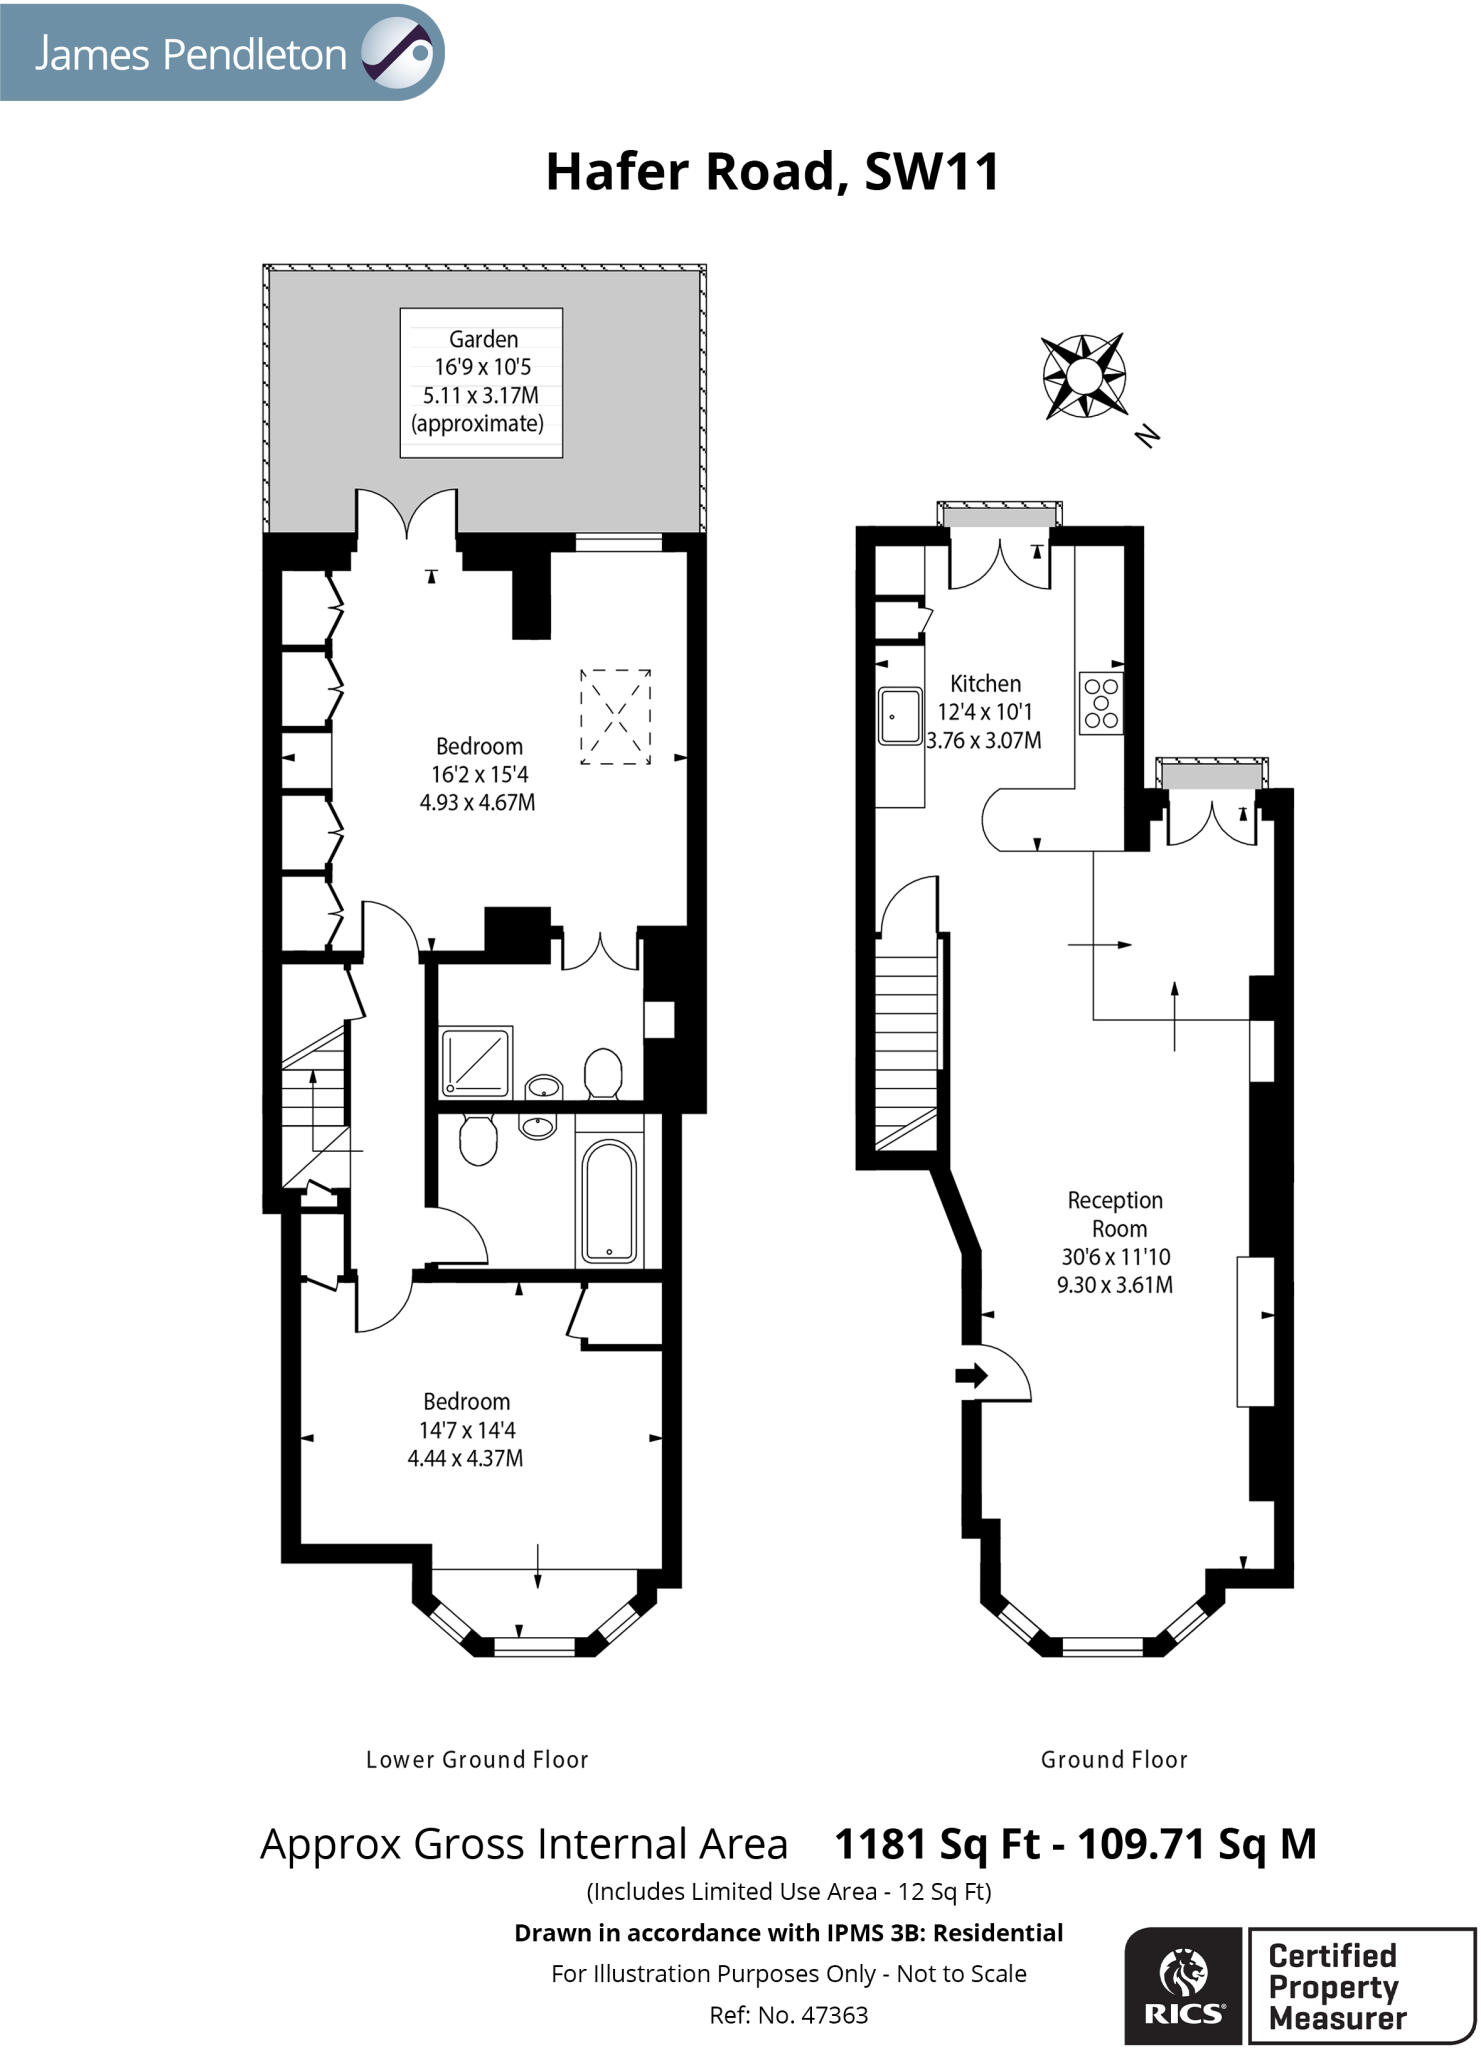 James Pendleton
Hafer Road, SW11
Garden
16'9 x 10'5
5.11 x 3.17M
(approximate)
N
Bedroom
16'2 x 15'4
4.93 x 4.67M
Kitchen
12'4 x 10'1
3.76 x 3.07M
Reception
Room
30'6 x 11'10
9.30 x 3.61M
Bedroom
14'7 x 14'4
4.44 x 4.37M
Lower Ground Floor
Ground Floor
Approx Gross Internal Area 1181 Sq Ft - 109.71 Sq M
(Includes Limited Use Area - 12 Sq Ft)
Drawn in accordance with IPMS 3B: Residential
For Illustration Purposes Only - Not to Scale
Ref: No. 47363
RICS®
Certified
Property
Measurer